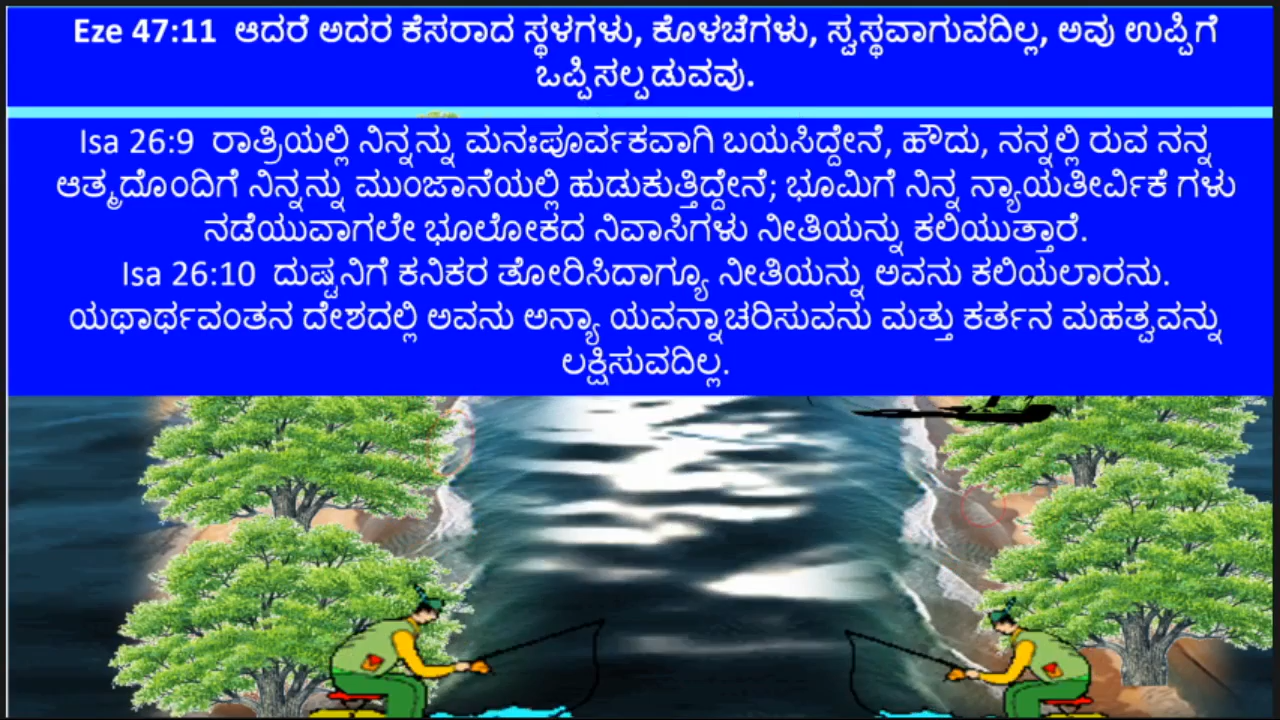 Eze 47:11 ಆದರೆ ಅದರ ಕೆಸರಾದ ಸ್ಥಳಗಳು, ಕೊಳಚೆಗಳು, ಸ್ವಸ್ಥವಾಗುವದಿಲ್ಲ, ಅವು ಉಪ್ಪಿಗೆ
ಒಪ್ಪಿಸಲ್ಪಡುವವು.
Isa 26:9 ರಾತ್ರಿಯಲ್ಲಿ ನಿನ್ನನ್ನು ಮನಃಪೂರ್ವಕವಾಗಿ ಬಯಸಿದ್ದೇನೆ, ಹೌದು, ನನ್ನಲ್ಲಿ ರುವ ನನ್ನ
ಆತ್ಮದೊಂದಿಗೆ ನಿನ್ನನ್ನು ಮುಂಜಾನೆಯಲ್ಲಿ ಹುಡುಕುತ್ತಿದ್ದೇನೆ; ಭೂಮಿಗೆ ನಿನ್ನ ನ್ಯಾಯತೀರ್ವಿಕೆ ಗಳು
ನಡೆಯುವಾಗಲೇ ಭೂಲೋಕದ ನಿವಾಸಿಗಳು ನೀತಿಯನ್ನು ಕಲಿಯುತ್ತಾರೆ.
Isa 26:10 ದುಷ್ಟನಿಗೆ ಕನಿಕರ ತೋರಿಸಿದಾಗ್ಯೂ ನೀತಿಯನ್ನು ಅವನು ಕಲಿಯಲಾರನು.
ಯಥಾರ್ಥವಂತನ ದೇಶದಲ್ಲಿ ಅವನು ಅನ್ಯಾ ಯವನ್ನಾಚರಿಸುವನು ಮತ್ತು ಕರ್ತನ ಮಹತ್ವವನ್ನು
ಲಕ್ಷಿಸುವದಿಲ್ಲ.